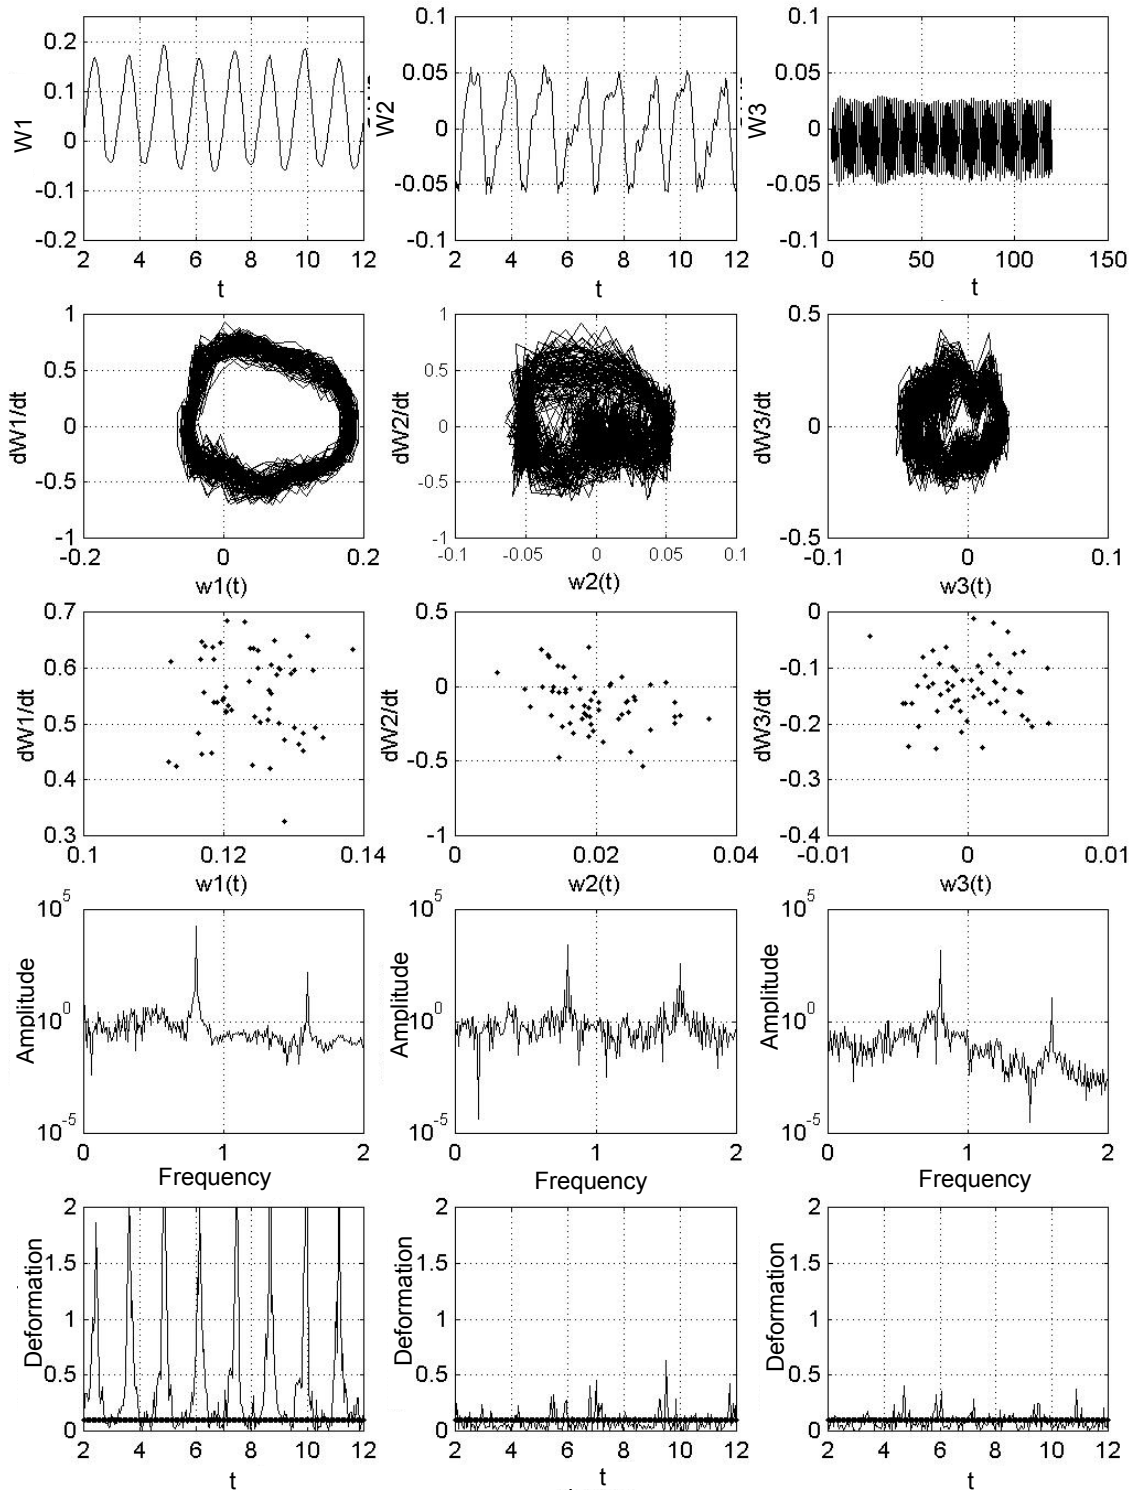 0.2
0.1
0
-0.1
-0.2
W1
2 4 6 8 10 12
t
0.1
0.05
0
-0.05
-0.1
W2
2 4 6 8 10 12
t
0.1
0.05
0
-0.05
-0.1
W3
0 50 100 150
t
1
0.5
0
-0.5
-1
dW1/dt
-0.2 0 0.2
w1(t)
1
0.5
0
-0.5
-1
dW2/dt
-0.1 -0.05 0 0.05 0.1
w2(t)
0.5
0
-0.5
dW3/dt
-0.1 0 0.1
w3(t)
0.7
0.6
0.5
0.4
0.3
dW1/dt
0.1 0.12 0.14
w1(t)
0.5
0
-0.5
-1
dW2/dt
0 0.02 0.04
w2(t)
0
-0.1
-0.2
-0.3
-0.4
dW3/dt
-0.01 0 0.01
w3(t)
10^5
10^0
10^-5
Amplitude
0 1 2
Frequency
10^5
10^0
10^-5
Amplitude
0 1 2
Frequency
10^5
10^0
10^-5
Amplitude
0 1 2
Frequency
2
1.5
1
0.5
0
Deformation
2 4 6 8 10 12
t
2
1.5
1
0.5
0
Deformation
2 4 6 8 10 12
t
2
1.5
1
0.5
0
Deformation
2 4 6 8 10 12
t